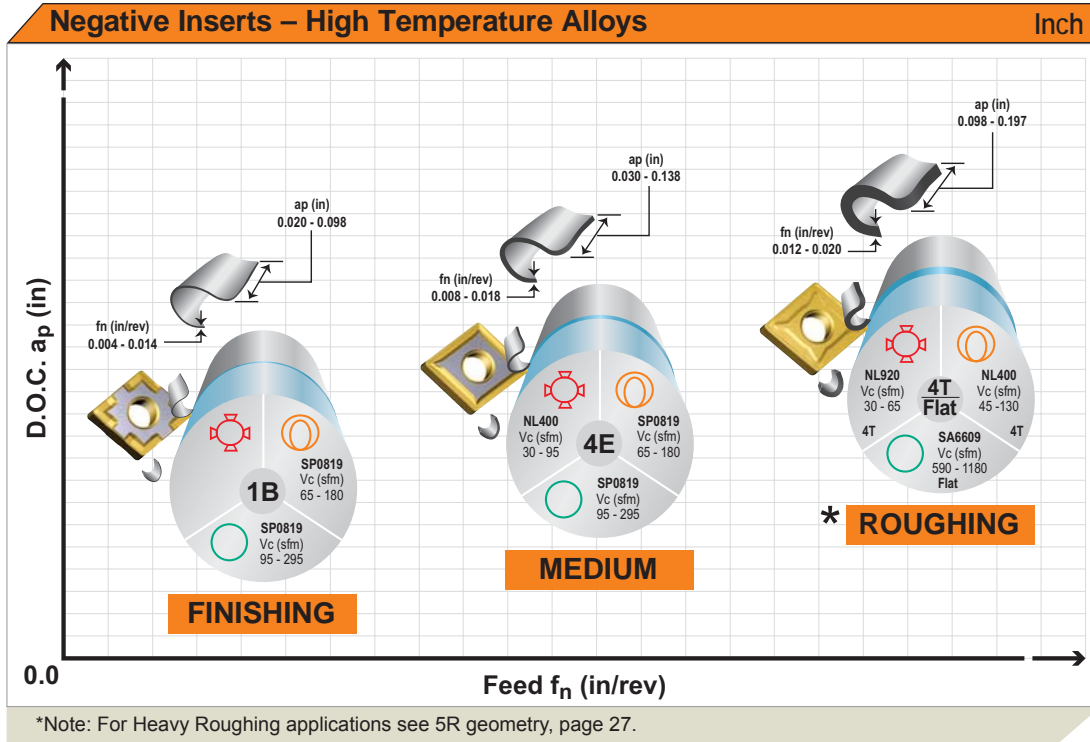 Negative Inserts – High Temperature Alloys
Inch
D.O.C. ap (in)
ap (in)
0.020 - 0.098
fn (in/rev)
0.004 - 0.014
SP0819
Vc (sfm)
65 - 180
1B
SP0819
Vc (sfm)
95 - 295
FINISHING
ap (in)
0.030 - 0.138
fn (in/rev)
0.008 - 0.018
NL400
Vc (sfm)
30 - 95
4E
SP0819
Vc (sfm)
65 - 180
SP0819
Vc (sfm)
95 - 295
MEDIUM
ap (in)
0.098 - 0.197
fn (in/rev)
0.012 - 0.020
NL920
Vc (sfm)
30 - 65
4T
4T
Flat
NL400
Vc (sfm)
45 -130
4T
SA6609
Vc (sfm)
590 - 1180
Flat
* ROUGHING
0.0
Feed fn (in/rev)
*Note: For Heavy Roughing applications see 5R geometry, page 27.